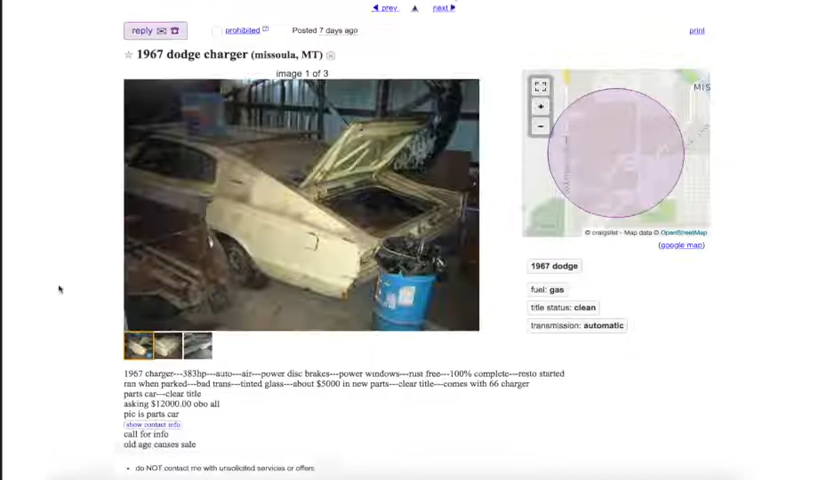 ◀ prev ▲ next ▶
reply prohibited Posted 7 days ago print
☆ 1967 dodge charger (missoula, MT)
image 1 of 3
MIS
+
−
© craigslist - Map data © OpenStreetMap
(google map)
1967 dodge
fuel: gas
title status: clean
transmission: automatic
1967 charger---383hp---auto---air---power disc brakes---power windows---rust free---100% complete---resto started
ran when parked---bad trans---tinted glass---about $5000 in new parts---clear title---comes with 66 charger
parts car---clear title
asking $12000.00 obo all
pic is parts car
show contact info
call for info
old age causes sale
• do NOT contact me with unsolicited services or offers